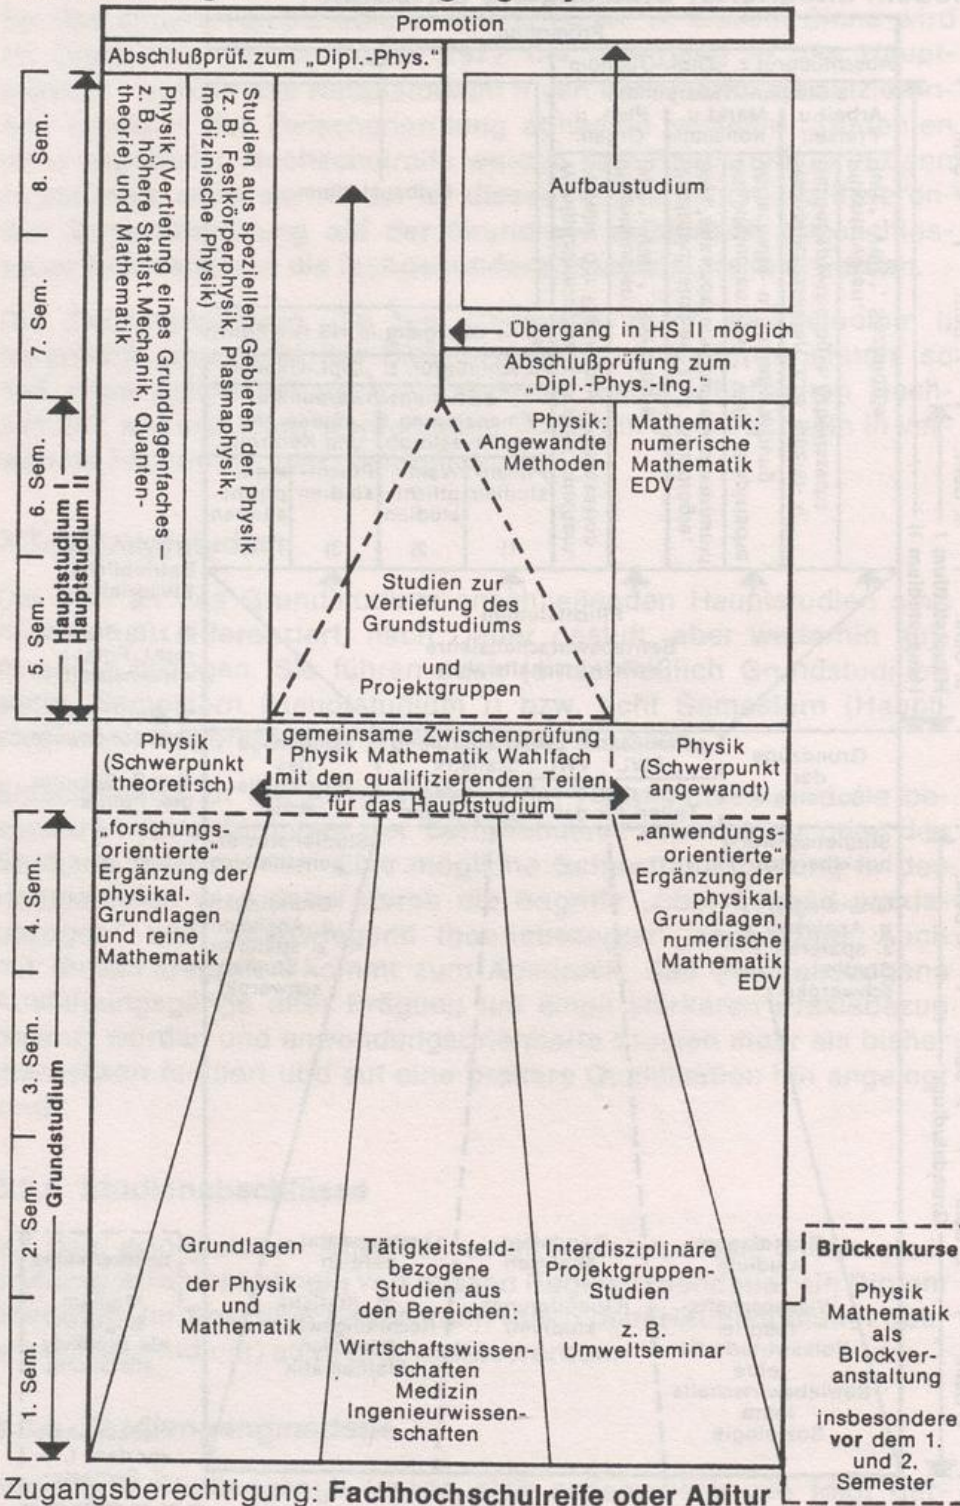 Promotion
Abschlußprüf. zum „Dipl.-Phys.“
8. Sem.
7. Sem.
6. Sem.
5. Sem.
Hauptstudium I
Hauptstudium II
Physik (Vertiefung eines Grundlagenfaches –
z. B. höhere Statist. Mechanik, Quanten-
theorie) und Mathematik
Studien aus speziellen Gebieten der Physik
(z. B. Festkörperphysik, Plasmaphysik,
medizinische Physik)
Aufbaustudium
Übergang in HS II möglich
Abschlußprüfung zum
„Dipl.-Phys.-Ing.“
Physik:
Angewandte
Methoden
Mathematik:
numerische
Mathematik
EDV
Studien zur
Vertiefung des
Grundstudiums
und
Projektgruppen
Physik
(Schwerpunkt
theoretisch)
gemeinsame Zwischenprüfung
Physik Mathematik Wahlfach
mit den qualifizierenden Teilen
für das Hauptstudium
Physik
(Schwerpunkt
angewandt)
4. Sem.
3. Sem.
2. Sem.
1. Sem.
Grundstudium
„forschungs-
orientierte“
Ergänzung der
physikal.
Grundlagen
und reine
Mathematik
„anwendungs-
orientierte“
Ergänzung der
physikal.
Grundlagen,
numerische
Mathematik
EDV
Grundlagen
der Physik
und
Mathematik
Tätigkeitsfeld-
bezogene
Studien aus
den Bereichen:
Wirtschaftswissen-
schaften
Medizin
Ingenieurwissen-
schaften
Interdisziplinäre
Projektgruppen-
Studien
z. B.
Umweltseminar
Brückenkurse
Physik
Mathematik
als
Blockver-
anstaltung
insbesondere
vor dem 1.
und 2.
Semester
Zugangsberechtigung: Fachhochschulreife oder Abitur